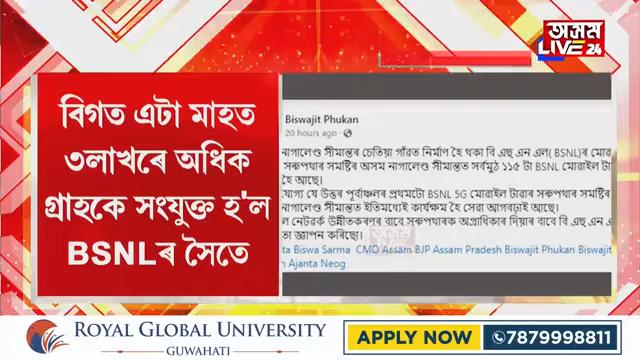 অসম
LIVE 24
বিগত এটা মাহত
৩লাখৰে অধিক
গ্ৰাহকে সংযুক্ত হ'ল
BSNLৰ সৈতে
Biswajit Phukan
20 hours ago
নাগালেণ্ড সীমান্তৰ চেতিয়া গাঁৱত নিৰ্মাণ হৈ থকা বি এছ এন এল (BSNL)ৰ মোৱ
সৰুপথাৰ সমষ্টিৰ অসম নাগালেণ্ড সীমান্তত সৰ্বমুঠ ১১৫ টা BSNL মোবাইল টা
হৈ আছে।
যোগ্য যে উত্তৰ পূৰ্বাঞ্চলৰ প্ৰথমটো BSNL 5G মোবাইল টাৱাৰ সৰুপথাৰ সমষ্টিৰ
নাগালেণ্ড সীমান্তত ইতিমধ্যেই কাৰ্যক্ষম হৈ সেৱা আগবঢ়াই আছে।
ল নেটৱৰ্ক উন্নীতকৰণৰ বাবে সৰুপথাৰক অগ্ৰাধিকাৰ দিয়াৰ বাবে বি এছ এন এ
তা জ্ঞাপন কৰিছো।
ta Biswa Sarma CMO Assam BJP Assam Pradesh Biswajit Phukan Biswajit
n Ajanta Neog
ROYAL GLOBAL UNIVERSITY
GUWAHATI
APPLY NOW
7879998811